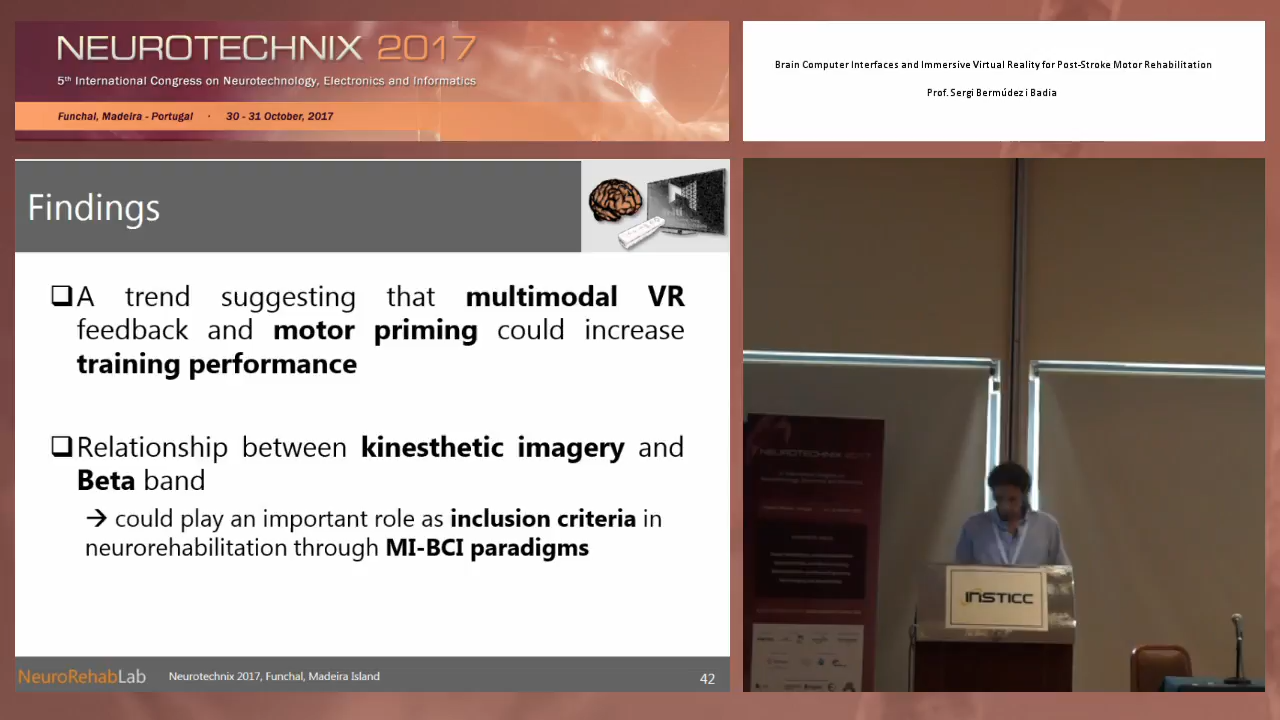 NEUROTECHNIX 2017
5th International Congress on Neurotechnology, Electronics and Informatics
Funchal, Madeira - Portugal · 30 - 31 October, 2017
Brain Computer Interfaces and Immersive Virtual Reality for Post-Stroke Motor Rehabilitation
Prof. Sergi Bermúdez i Badia
Findings
❑A trend suggesting that multimodal VR
feedback and motor priming could increase
training performance
❑Relationship between kinesthetic imagery and
Beta band
→ could play an important role as inclusion criteria in
neurorehabilitation through MI-BCI paradigms
NeuroRehabLab
Neurotechnix 2017, Funchal, Madeira Island
42
NEUROTECHNIX 2017
INSTICC